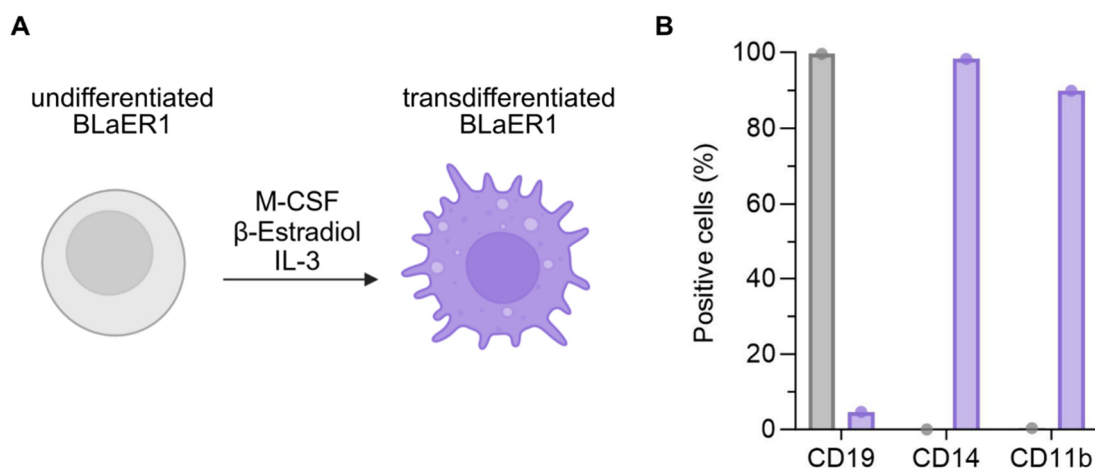 A
undifferentiated
BLaER1
M-CSF
β-Estradiol
IL-3
transdifferentiated
BLaER1
B
Positive cells (%)
100
80
60
40
20
0
CD19
CD14
CD11b